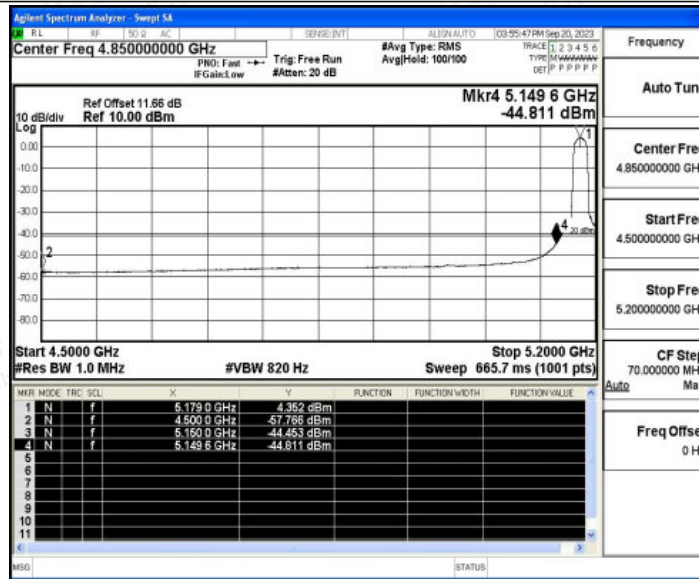 Agilent Spectrum Analyzer - Swept SA
RL RF 50 Ω AC SENSE:INT ALIGN AUTO 03:55:47 PM Sep 20, 2023
Center Freq 4.850000000 GHz
PNO: Fast
IFGain:Low
Trig: Free Run
#Atten: 20 dB
#Avg Type: RMS
Avg|Hold: 100/100
TRACE 1 2 3 4 5 6
TYPE
DET P P P P P P
Ref Offset 11.66 dB
10 dB/div Ref 10.00 dBm
Log
Mkr4 5.149 6 GHz
-44.811 dBm
0.00
-10.0
-20.0
-30.0
-40.0
-50.0
-60.0
-70.0
-80.0
1
2
4
Start 4.5000 GHz Stop 5.2000 GHz
#Res BW 1.0 MHz #VBW 820 Hz Sweep 665.7 ms (1001 pts)
MKR MODE TRC SCL X Y FUNCTION FUNCTION WIDTH FUNCTION VALUE
1 N f 5.179 0 GHz 4.352 dBm
2 N f 4.500 0 GHz -57.766 dBm
3 N f 5.150 0 GHz -44.453 dBm
4 N f 5.149 6 GHz -44.811 dBm
5
6
7
8
9
10
11
MSG STATUS
Frequency
Auto Tun
Center Fre
4.850000000 GH
Start Fre
4.500000000 GH
Stop Fre
5.200000000 GH
CF Ste
70.000000 MH
Auto Ma
Freq Offse
0 H